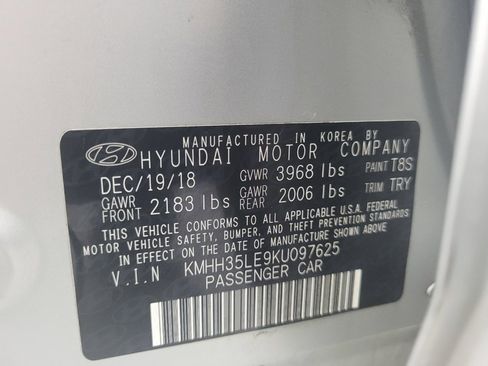 MANUFACTURED IN KOREA BY
HYUNDAI MOTOR COMPANY
DEC/19/18 GVWR 3968 lbs PAINT T8S
GAWR FRONT 2183 lbs GAWR REAR 2006 lbs TRIM TRY
THIS VEHICLE CONFORMS TO ALL APPLICABLE U.S.A. FEDERAL
MOTOR VEHICLE SAFETY, BUMPER, AND THEFT PREVENTION
STANDARDS IN EFFECT ON THE DATE OF MANUFACTURE SHOWN ABOVE.
V.I.N KMHH35LE9KU097625
PASSENGER CAR